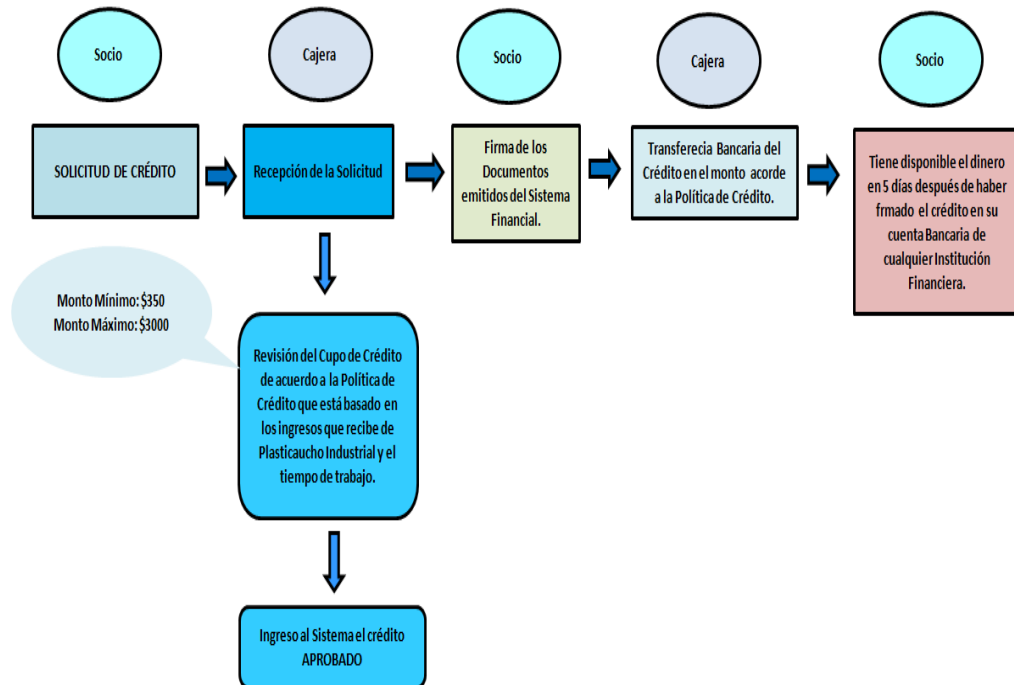 Socio
Cajera
Socio
Cajera
Socio
SOLICITUD DE CRÉDITO
Recepción de la Solicitud
Firma de los
Documentos
emitidos del Sistema
Financial.
Transferecia Bancaria del
Crédito en el monto acorde
a la Política de Crédito.
Tiene disponible el dinero
en 5 días después de haber
frmado el crédito en su
cuenta Bancaria de
cualquier Institución
Financiera.
Monto Mínimo: $350
Monto Máximo: $3000
Revisión del Cupo de Crédito
de acuerdo a la Política de
Crédito que está basado en
los ingresos que recibe de
Plasticaucho Industrial y el
tiempo de trabajo.
Ingreso al Sistema el crédito
APROBADO